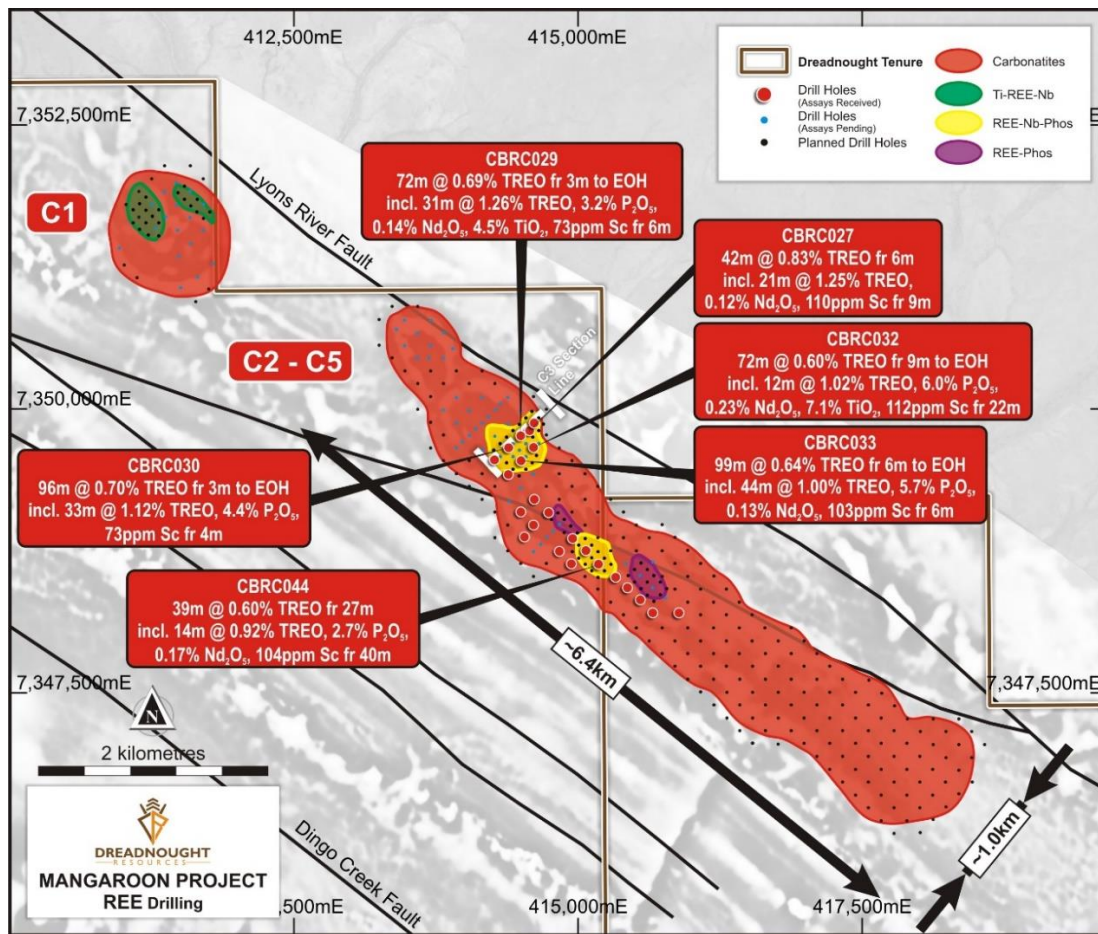 412,500mE
415,000mE
7,352,500mE
Dreadnought Tenure
Drill Holes
(Assays Received)
Drill Holes
(Assays Pending)
Planned Drill Holes
Carbonatites
Ti-REE-Nb
REE-Nb-Phos
REE-Phos
C1
Lyons River Fault
CBRC029
72m @ 0.69% TREO fr 3m to EOH
incl. 31m @ 1.26% TREO, 3.2% P₂O₅,
0.14% Nd₂O₅, 4.5% TiO₂, 73ppm Sc fr 6m
CBRC027
42m @ 0.83% TREO fr 6m
incl. 21m @ 1.25% TREO,
0.12% Nd₂O₅, 110ppm Sc fr 9m
C2 - C5
C3 Section
Line
CBRC032
72m @ 0.60% TREO fr 9m to EOH
incl. 12m @ 1.02% TREO, 6.0% P₂O₅,
0.23% Nd₂O₅, 7.1% TiO₂, 112ppm Sc fr 22m
7,350,000mE
CBRC033
99m @ 0.64% TREO fr 6m to EOH
incl. 44m @ 1.00% TREO, 5.7% P₂O₅,
0.13% Nd₂O₅, 103ppm Sc fr 6m
CBRC030
96m @ 0.70% TREO fr 3m to EOH
incl. 33m @ 1.12% TREO, 4.4% P₂O₅,
73ppm Sc fr 4m
CBRC044
39m @ 0.60% TREO fr 27m
incl. 14m @ 0.92% TREO, 2.7% P₂O₅,
0.17% Nd₂O₅, 104ppm Sc fr 40m
~6.4km
7,347,500mE
7,347,500mE
N
2 kilometres
~1.0km
DREADNOUGHT
RESOURCES
MANGAROON PROJECT
REE Drilling
Dingo Creek Fault
,500mE
415,000mE
417,500mE